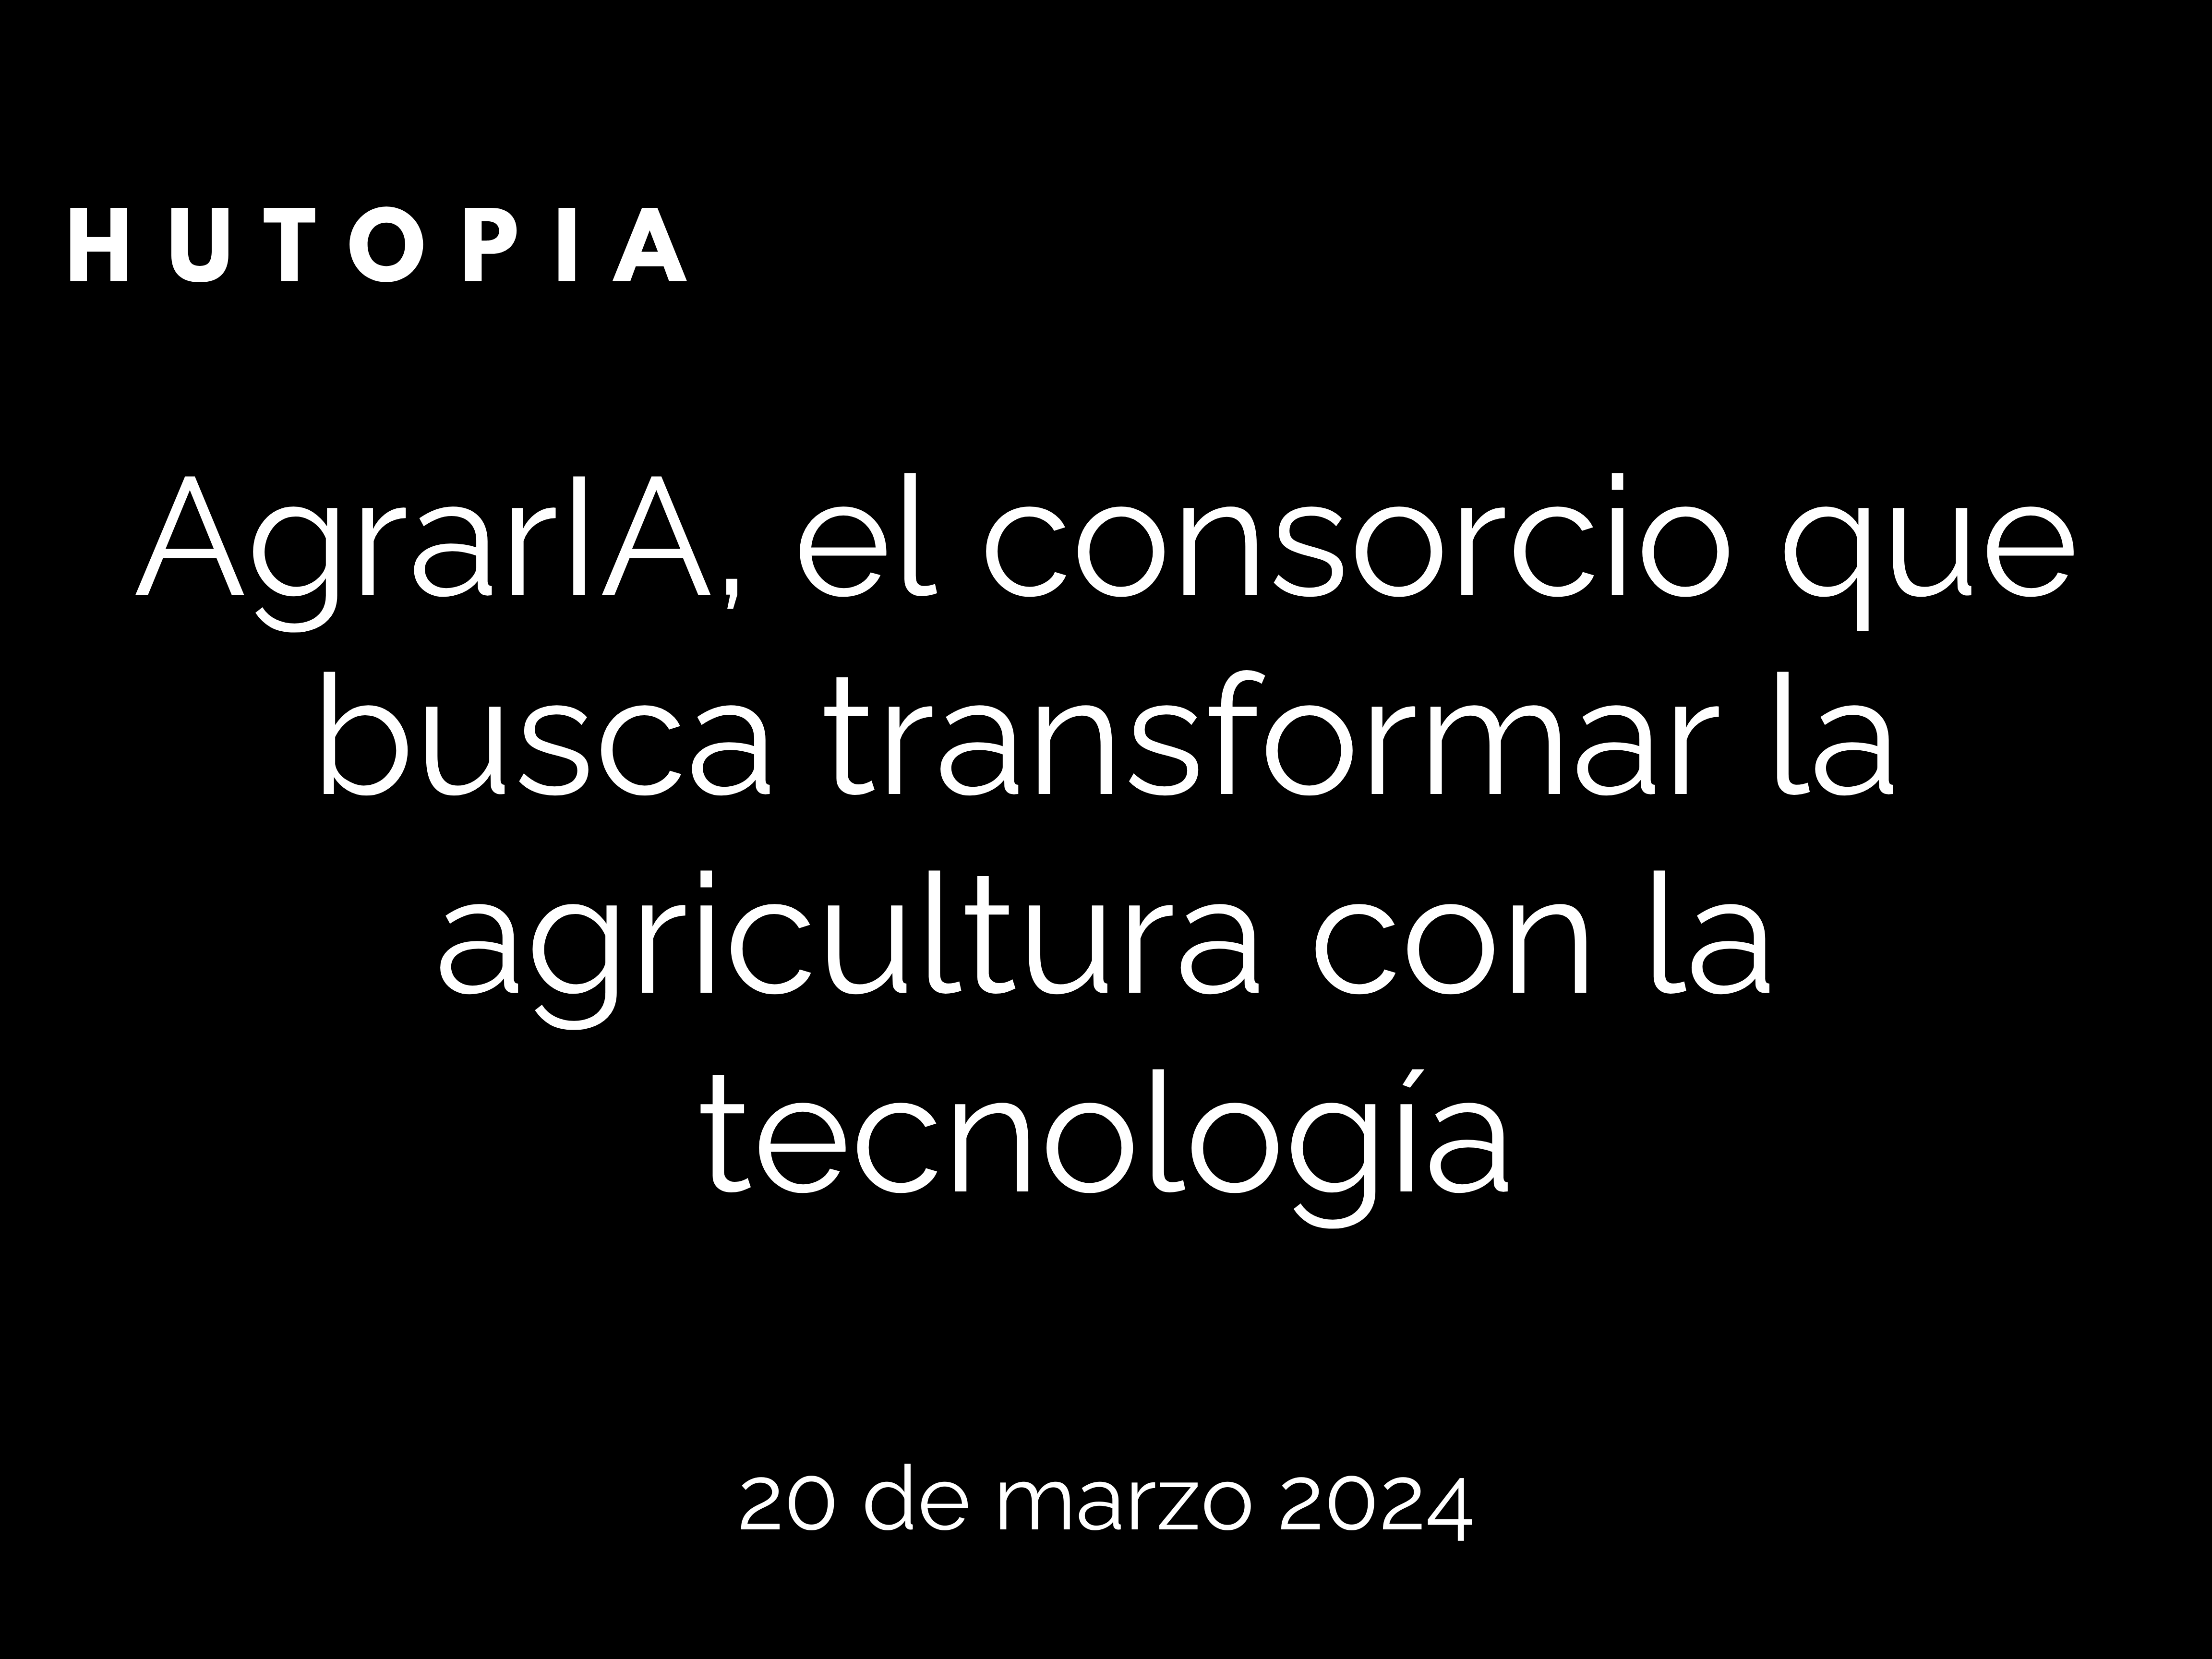 HUTOPIA
AgrarIA, el consorcio que
busca transformar la
agricultura con la
tecnología
20 de marzo 2024